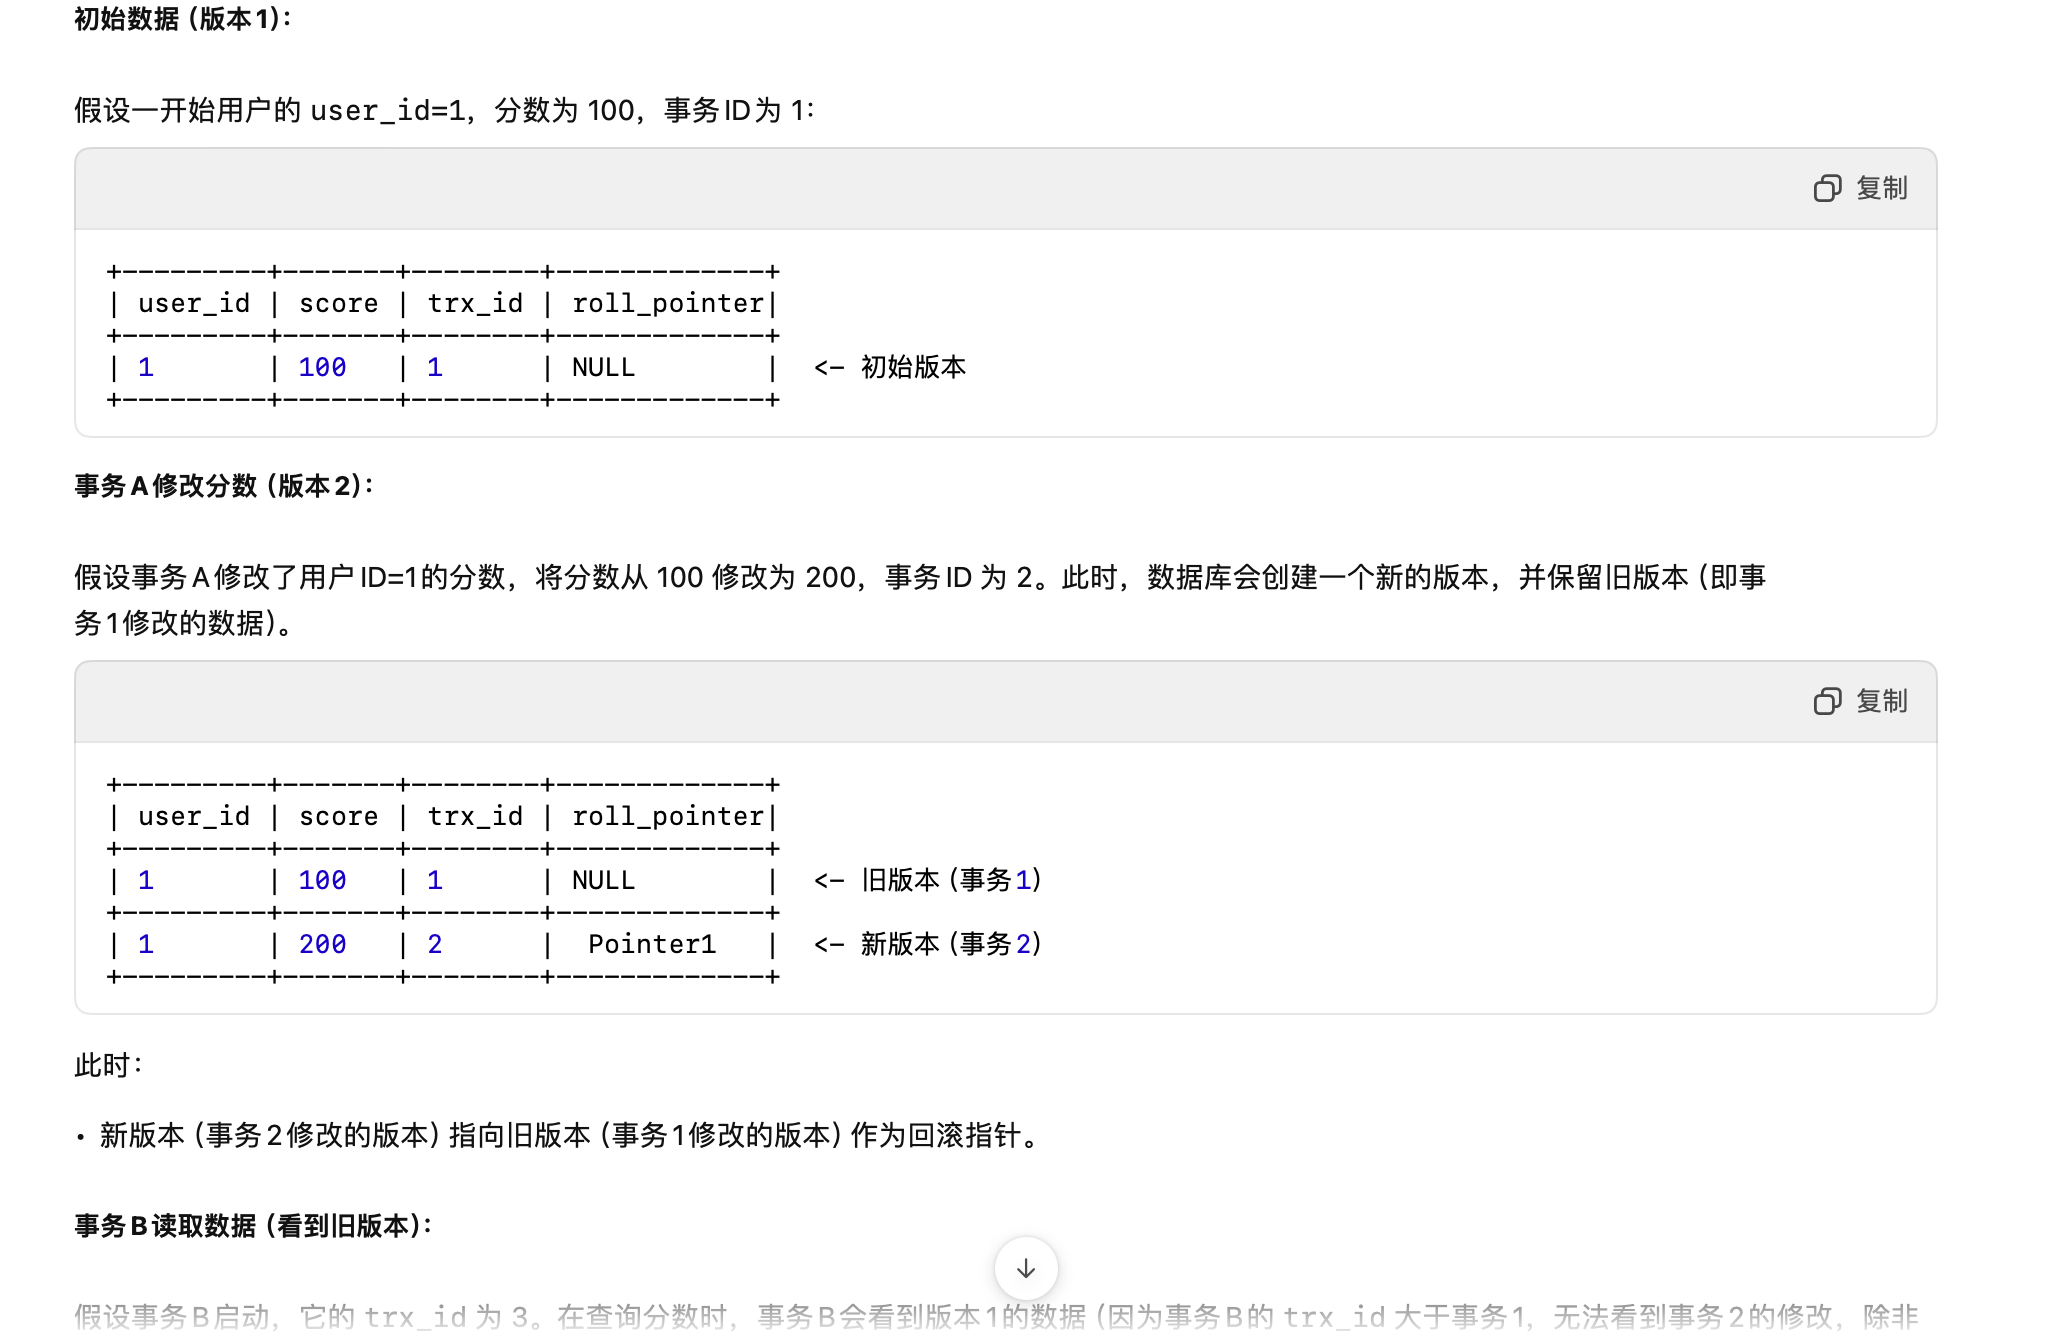 初始数据（版本1）：
假设一开始用户的 user_id=1，分数为 100，事务ID为 1：
复制
+---------+-------+--------+-------------+
| user_id | score | trx_id | roll_pointer|
+---------+-------+--------+-------------+
| 1       | 100   | 1      | NULL        |  <- 初始版本
+---------+-------+--------+-------------+
事务A修改分数（版本2）：
假设事务A修改了用户ID=1的分数，将分数从 100 修改为 200，事务ID 为 2。此时，数据库会创建一个新的版本，并保留旧版本（即事
务1修改的数据）。
复制
+---------+-------+--------+-------------+
| user_id | score | trx_id | roll_pointer|
+---------+-------+--------+-------------+
| 1       | 100   | 1      | NULL        |  <- 旧版本（事务1）
+---------+-------+--------+-------------+
| 1       | 200   | 2      |  Pointer1   |  <- 新版本（事务2）
+---------+-------+--------+-------------+
此时：
• 新版本（事务2修改的版本）指向旧版本（事务1修改的版本）作为回滚指针。
事务B读取数据（看到旧版本）：
假设事务B启动，它的 trx_id 为 3。在查询分数时，事务B会看到版本1的数据（因为事务B的 trx_id 大于事务1，无法看到事务2的修改，除非